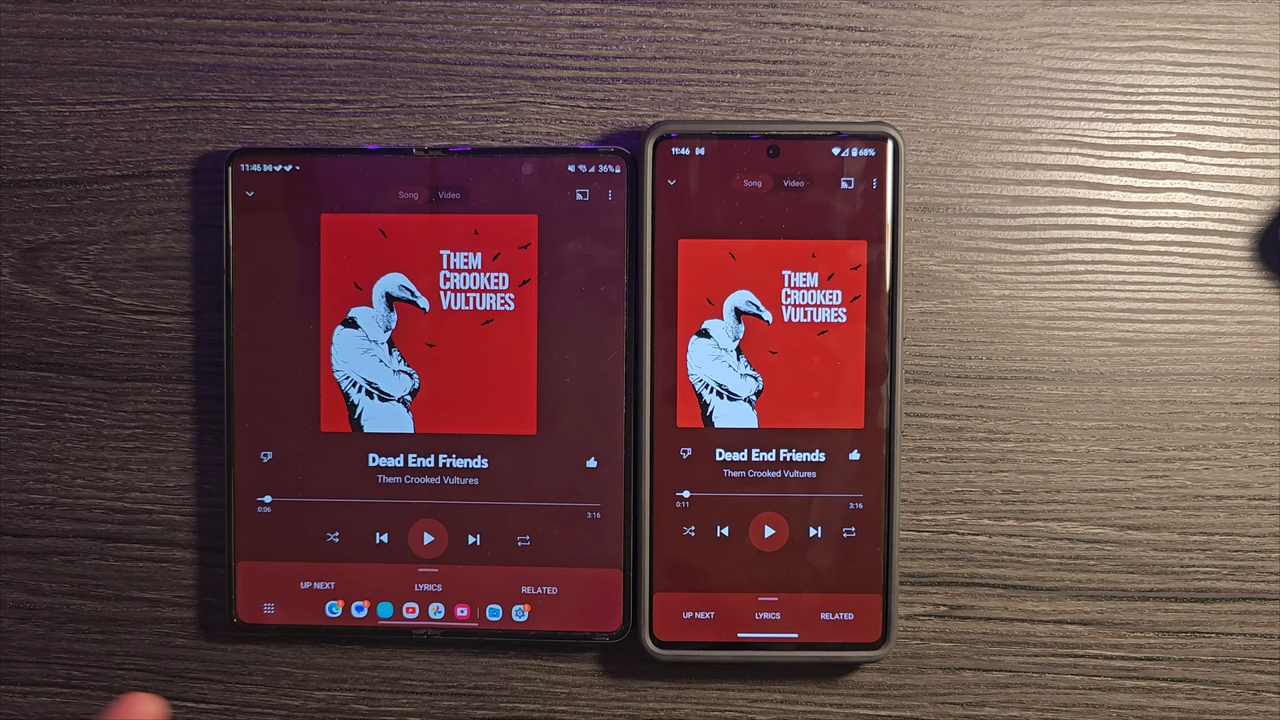 11:46
36%
Song Video
THEM
CROOKED
VULTURES
Dead End Friends
Them Crooked Vultures
0:06
3:16
UP NEXT LYRICS RELATED
11:46
68%
Song Video
THEM
CROOKED
VULTURES
Dead End Friends
Them Crooked Vultures
0:11 3:16
UP NEXT LYRICS RELATED